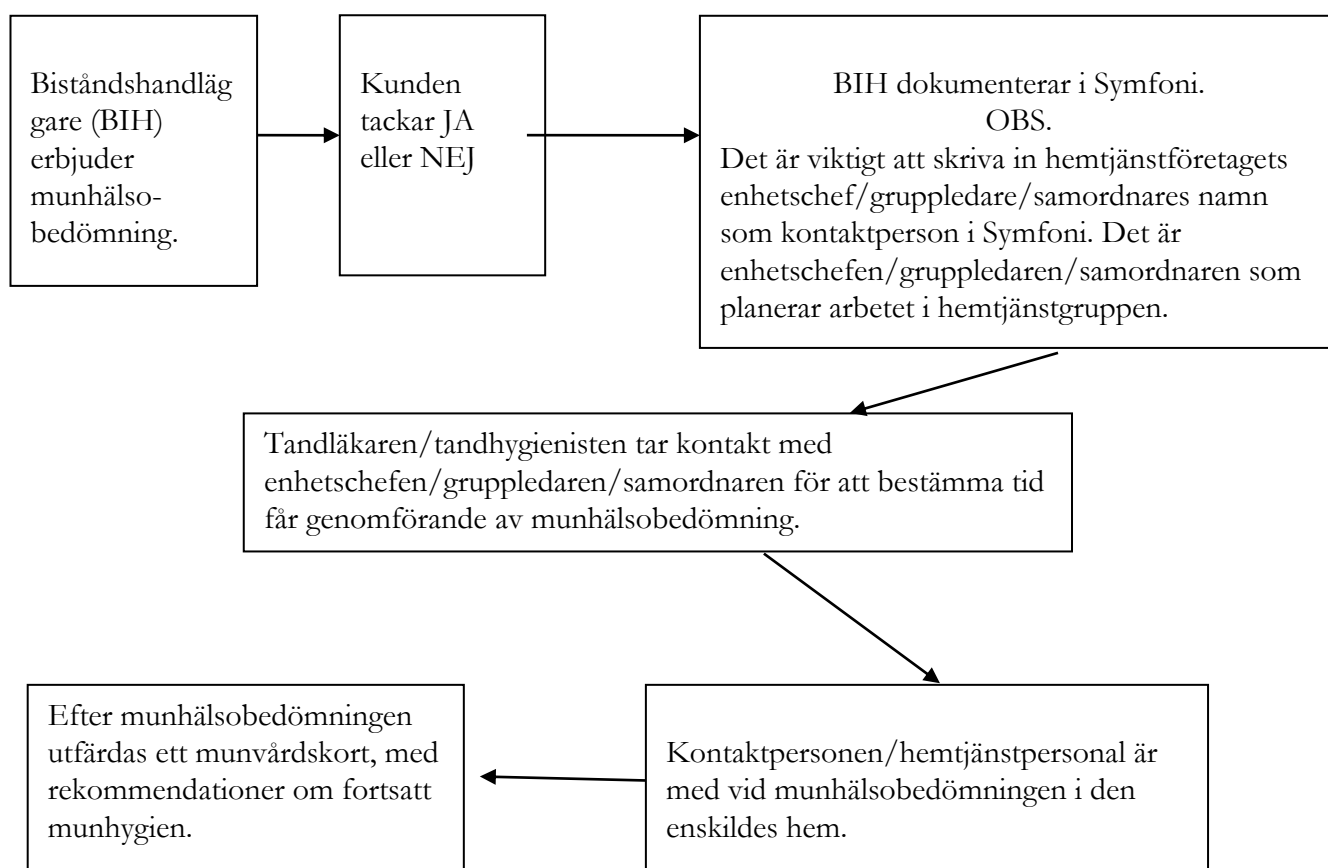 Biståndshandläg
gare (BIH)
erbjuder
munhälso-
bedömning.
Kunden
tackar JA
eller NEJ
BIH dokumenterar i Symfoni.
OBS.
Det är viktigt att skriva in hemtjänstföretagets
enhetschef/gruppledare/samordnares namn
som kontaktperson i Symfoni. Det är
enhetschefen/gruppledaren/samordnaren som
planerar arbetet i hemtjänstgruppen.
Tandläkaren/tandhygienisten tar kontakt med
enhetschefen/gruppledaren/samordnaren för att bestämma tid
får genomförande av munhälsobedömning.
Kontaktpersonen/hemtjänstpersonal är
med vid munhälsobedömningen i den
enskildes hem.
Efter munhälsobedömningen
utfärdas ett munvårdskort, med
rekommendationer om fortsatt
munhygien.